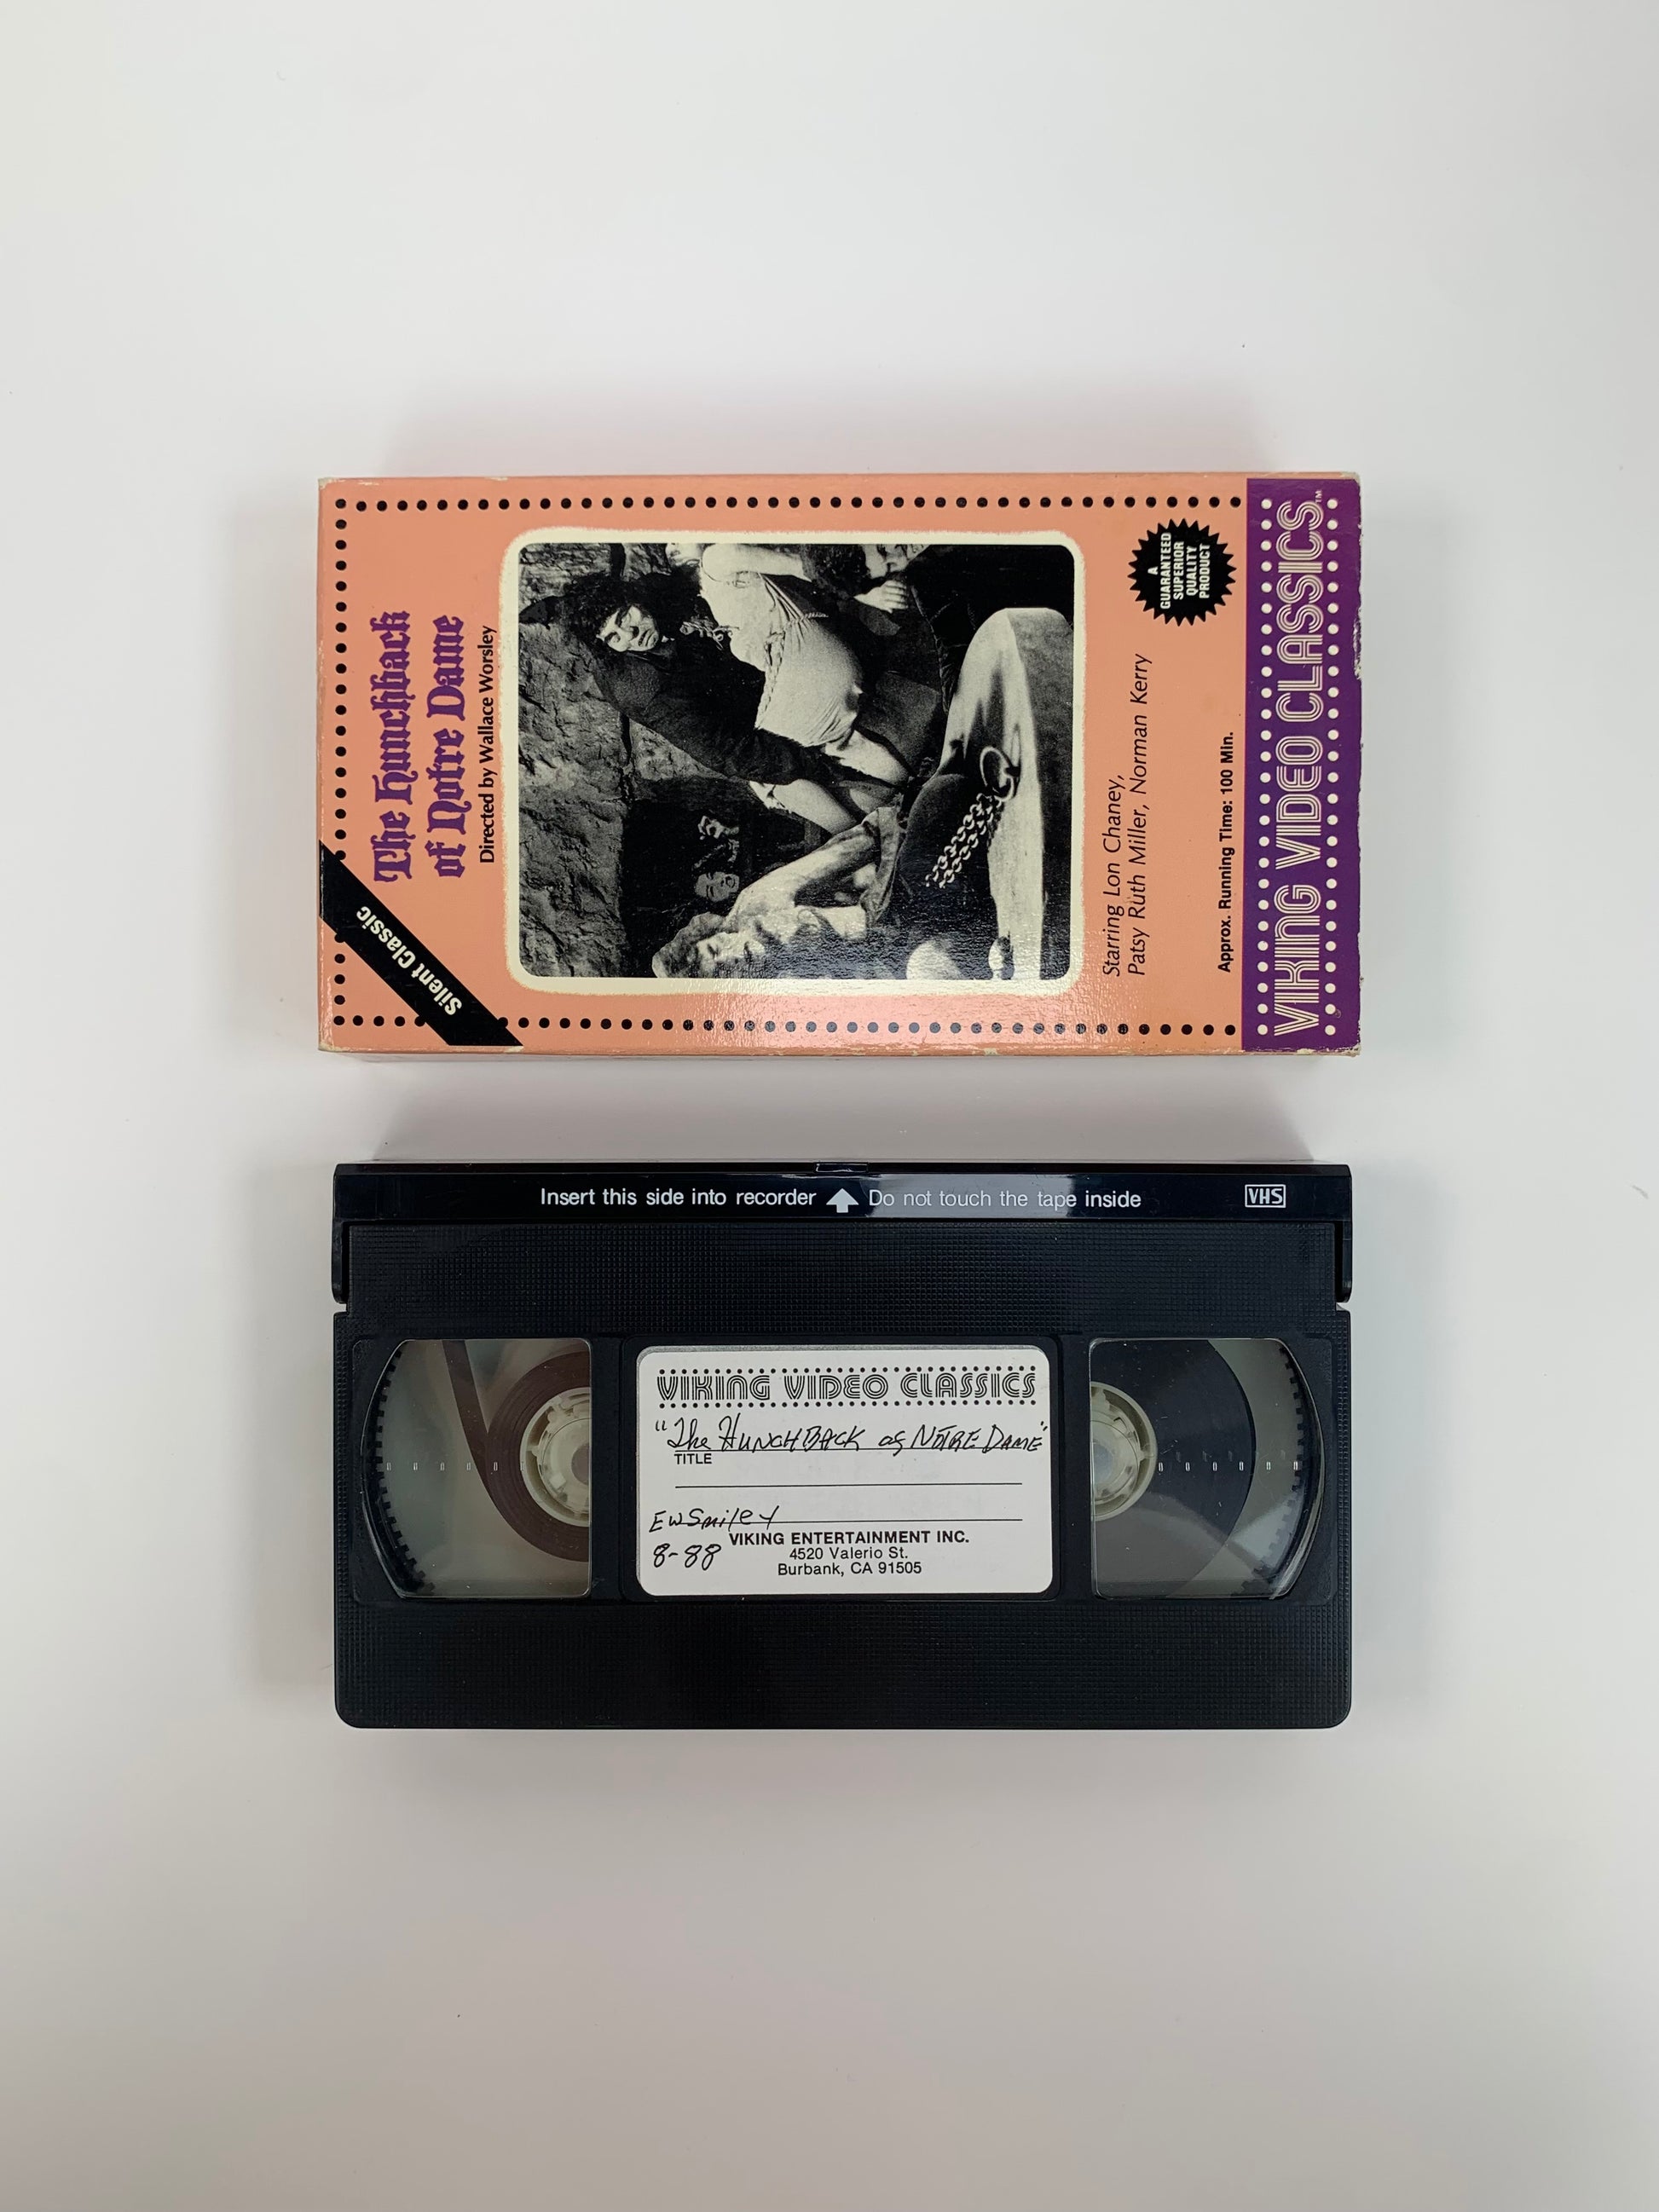 Silent Classic
The Hunchback
of Notre Dame
Directed by Wallace Worsley
Starring Lon Chaney,
Patsy Ruth Miller, Norman Kerry
A
GUARANTEED
SUPERIOR
QUALITY
PRODUCT
Approx. Running Time: 100 Min.
VIKING VIDEO CLASSICS™
Insert this side into recorder Do not touch the tape inside
VHS
VIKING VIDEO CLASSICS
"The HUNCHBACK of NOTRE DAME"
TITLE
EW Smiley
8-88
VIKING ENTERTAINMENT INC.
4520 Valerio St.
Burbank, CA 91505